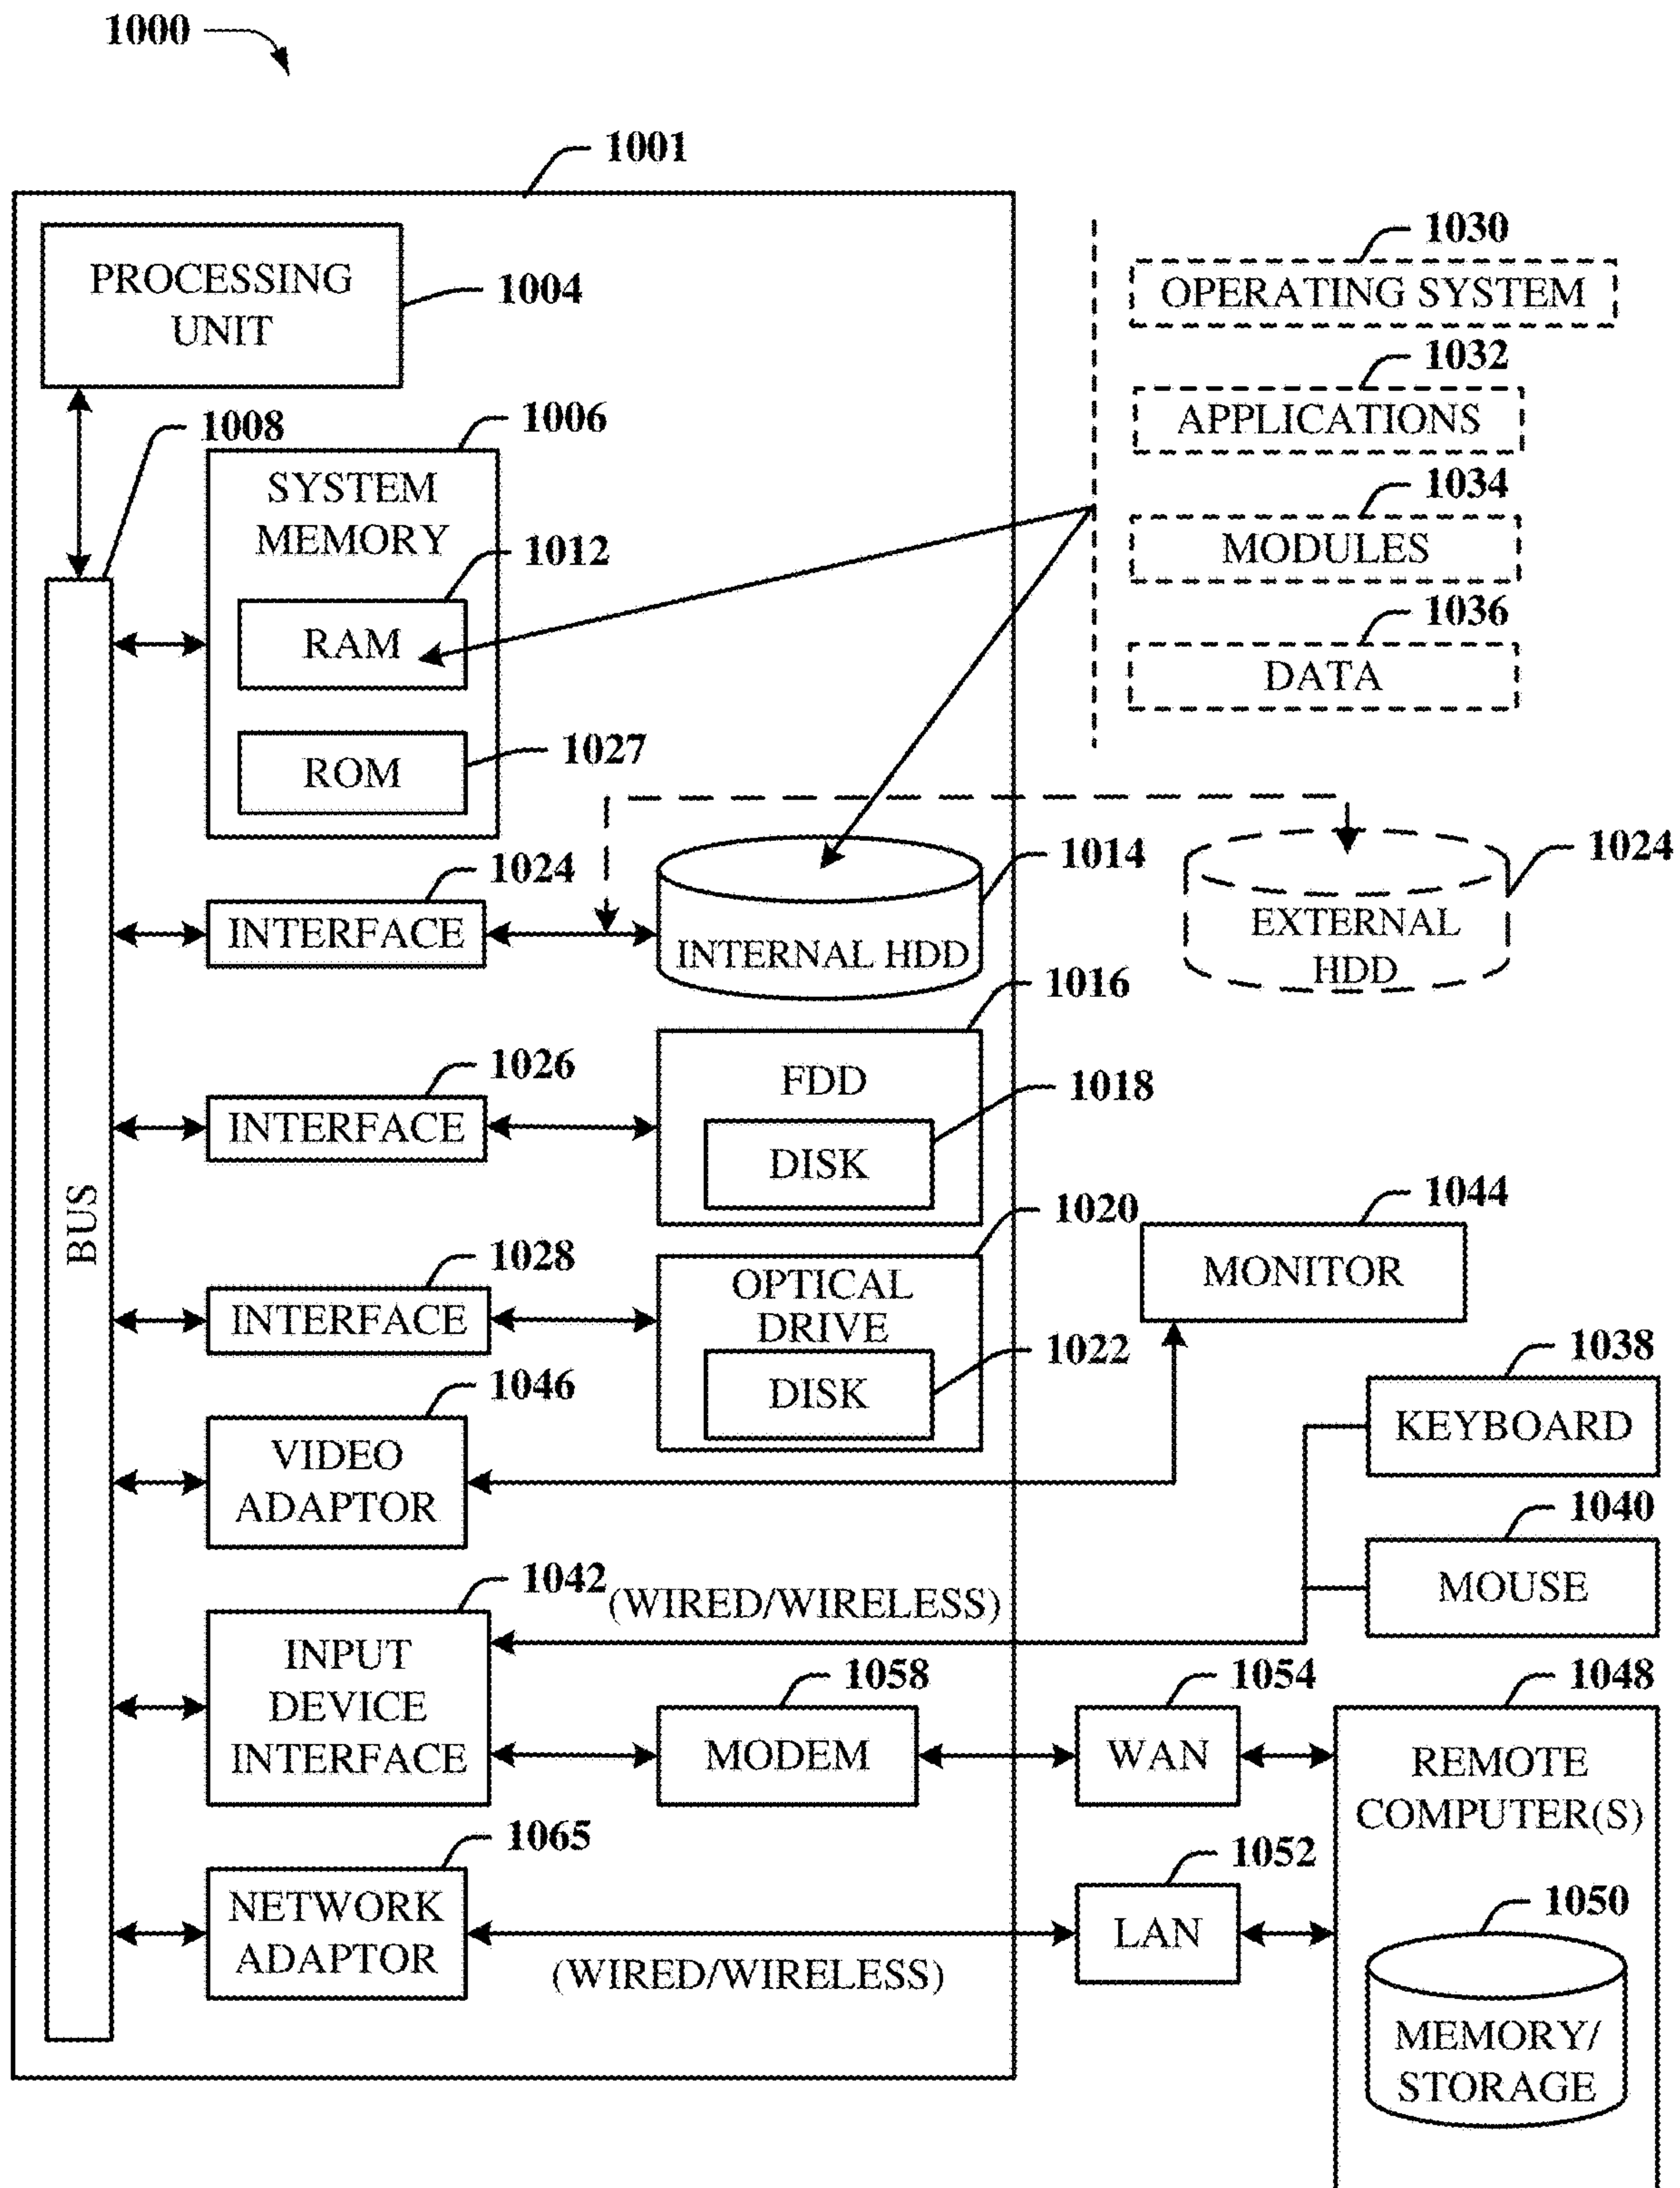 1000
1001
PROCESSING
UNIT
1004
1030
OPERATING SYSTEM
1032
APPLICATIONS
1034
MODULES
1036
DATA
1008
1006
SYSTEM
MEMORY
1012
RAM
1027
ROM
1024
INTERFACE
1014
INTERNAL HDD
1024
EXTERNAL
HDD
1016
FDD
1026
INTERFACE
1018
DISK
BUS
1020
OPTICAL
DRIVE
1028
INTERFACE
1022
DISK
1044
MONITOR
1046
VIDEO
ADAPTOR
1038
KEYBOARD
1040
MOUSE
1042
(WIRED/WIRELESS)
INPUT
DEVICE
INTERFACE
1058
MODEM
1054
WAN
1048
REMOTE
COMPUTER(S)
1065
NETWORK
ADAPTOR
(WIRED/WIRELESS)
1052
LAN
1050
MEMORY/
STORAGE